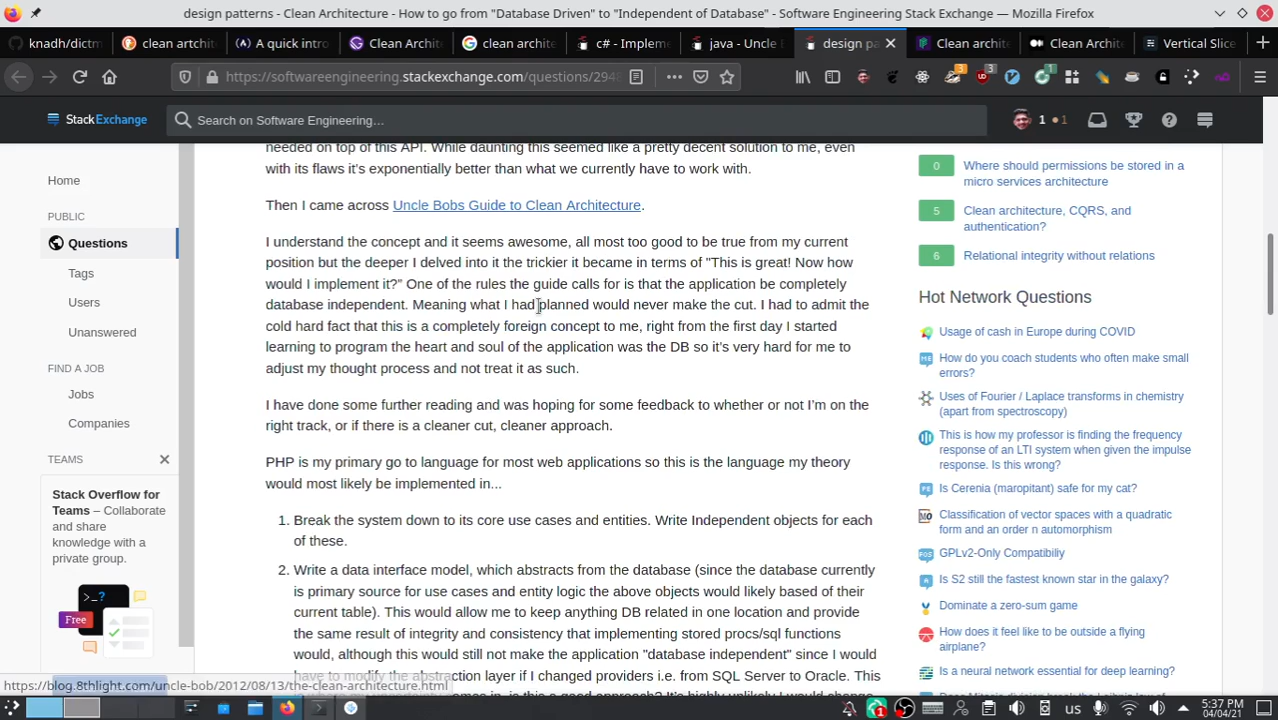 design patterns - Clean Architecture - How to go from "Database Driven" to "Independent of Database" - Software Engineering Stack Exchange — Mozilla Firefox
knadh/dictm
clean artchite
A quick intro
Clean Archit
clean archite
c# - Impleme
java - Uncle
design pa
Clean archite
Clean Archite
Vertical Slice
https://softwareengineering.stackexchange.com/questions/2948
StackExchange
Search on Software Engineering…
1 1
Home
PUBLIC
Questions
Tags
Users
Unanswered
FIND A JOB
Jobs
Companies
TEAMS
Stack Overflow for
Teams – Collaborate
and share
knowledge with a
private group.
>_?
Free
needed on top of this API. While daunting this seemed like a pretty decent solution to me, even
with its flaws it's exponentially better than what we currently have to work with.
Then I came across Uncle Bobs Guide to Clean Architecture.
I understand the concept and it seems awesome, all most too good to be true from my current
position but the deeper I delved into it the trickier it became in terms of "This is great! Now how
would I implement it?" One of the rules the guide calls for is that the application be completely
database independent. Meaning what I had planned would never make the cut. I had to admit the
cold hard fact that this is a completely foreign concept to me, right from the first day I started
learning to program the heart and soul of the application was the DB so it's very hard for me to
adjust my thought process and not treat it as such.
I have done some further reading and was hoping for some feedback to whether or not I'm on the
right track, or if there is a cleaner cut, cleaner approach.
PHP is my primary go to language for most web applications so this is the language my theory
would most likely be implemented in...
1. Break the system down to its core use cases and entities. Write Independent objects for each
of these.
2. Write a data interface model, which abstracts from the database (since the database currently
is primary source for use cases and entity logic the above objects would likely based of their
current table). This would allow me to keep anything DB related in one location and provide
the same result of integrity and consistency that implementing stored procs/sql functions
would, although this would still not make the application "database independent" since I would
have to modify the abstraction layer if I changed providers i.e. from SQL Server to Oracle. This
0 Where should permissions be stored in a
micro services architecture
5 Clean architecture, CQRS, and
authentication?
6 Relational integrity without relations
Hot Network Questions
Usage of cash in Europe during COVID
How do you coach students who often make small
errors?
Uses of Fourier / Laplace transforms in chemistry
(apart from spectroscopy)
This is how my professor is finding the frequency
response of an LTI system when given the impulse
response. Is this wrong?
Is Cerenia (maropitant) safe for my cat?
Classification of vector spaces with a quadratic
form and an order n automorphism
GPLv2-Only Compatibiliy
Is S2 still the fastest known star in the galaxy?
Dominate a zero-sum game
How does it feel like to be outside a flying
airplane?
Is a neural network essential for deep learning?
https://blog.8thlight.com/uncle-bob/2012/08/13/the-clean-architecture.html
us
5:37 PM
04/04/21